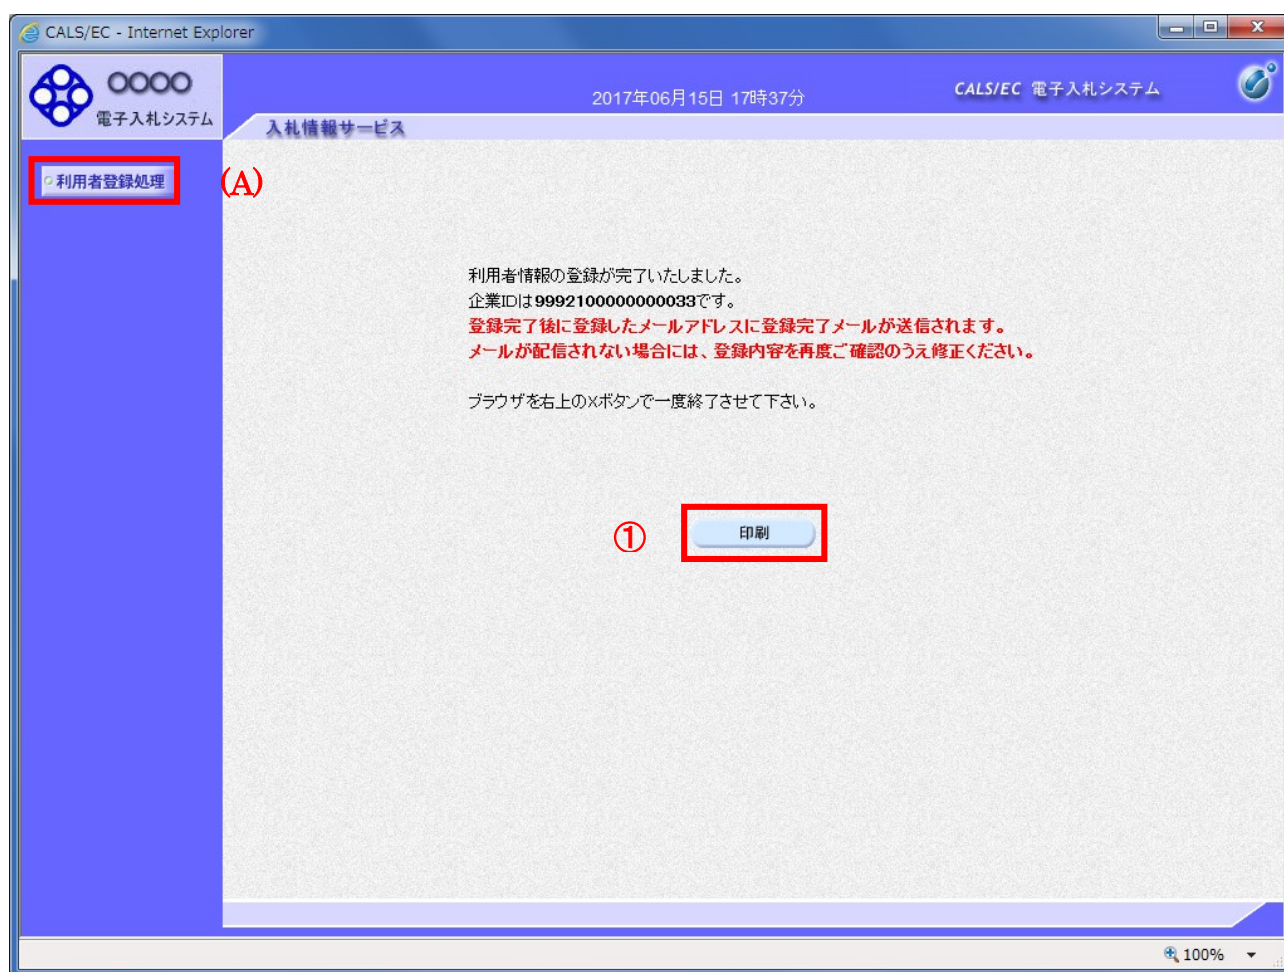 CALS/EC - Internet Explorer
〇〇〇〇
電子入札システム
2017年06月15日 17時37分
CALS/EC 電子入札システム
入札情報サービス
利用者登録処理
(A)
利用者情報の登録が完了いたしました。
企業IDは9992100000000033です。
登録完了後に登録したメールアドレスに登録完了メールが送信されます。
メールが配信されない場合には、登録内容を再度ご確認のうえ修正ください。
ブラウザを右上の×ボタンで一度終了させて下さい。
①
印刷
100%